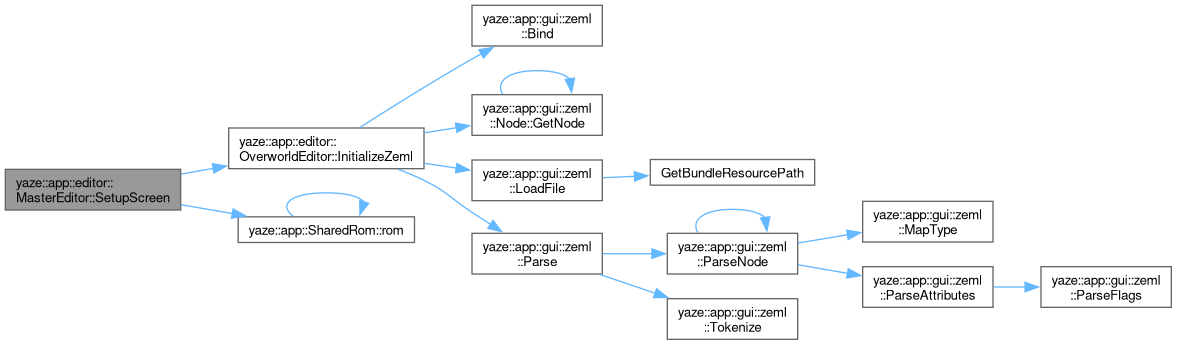 yaze::app::editor::
MasterEditor::SetupScreen
yaze::app::editor::
OverworldEditor::InitializeZeml
yaze::app::SharedRom::rom
yaze::app::gui::zeml
::Bind
yaze::app::gui::zeml
::Node::GetNode
yaze::app::gui::zeml
::LoadFile
yaze::app::gui::zeml
::Parse
GetBundleResourcePath
yaze::app::gui::zeml
::ParseNode
yaze::app::gui::zeml
::Tokenize
yaze::app::gui::zeml
::MapType
yaze::app::gui::zeml
::ParseAttributes
yaze::app::gui::zeml
::ParseFlags